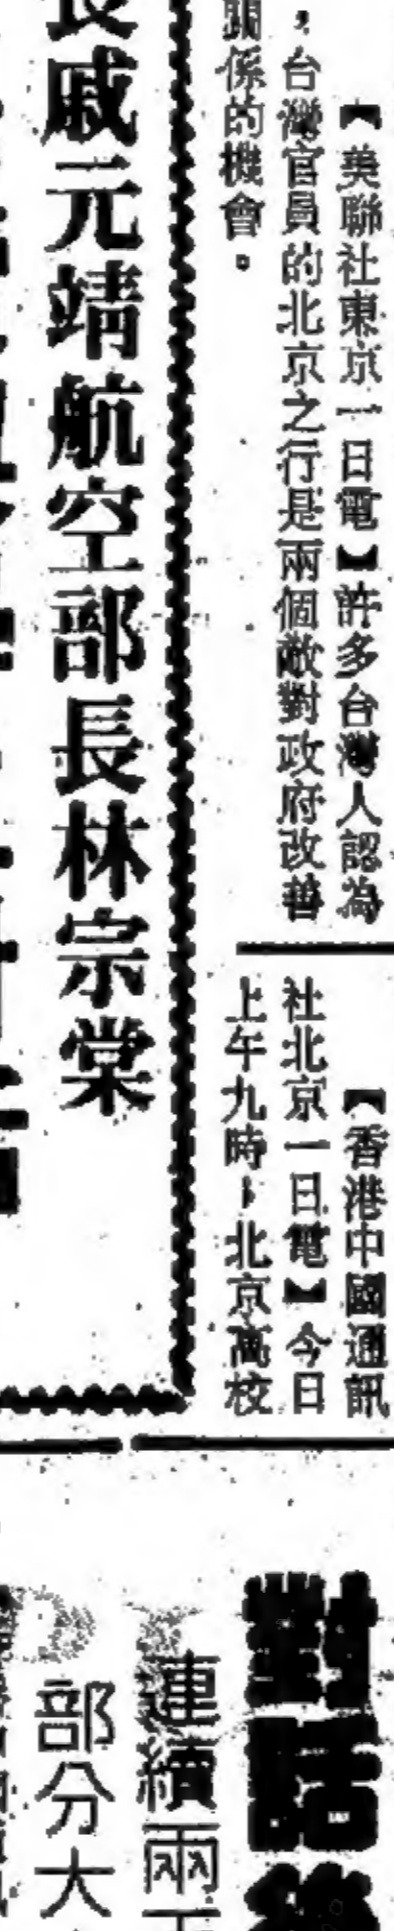 【美聯社東京一日電】許多台灣人認為
，台灣官員的北京之行是兩個敵對政府改善
關係的機會。
長戚元靖航空部長林宗棠
【香港中國通訊
社北京一日電】今日
上午九時，北京高校
對話後
連續兩天
部分大